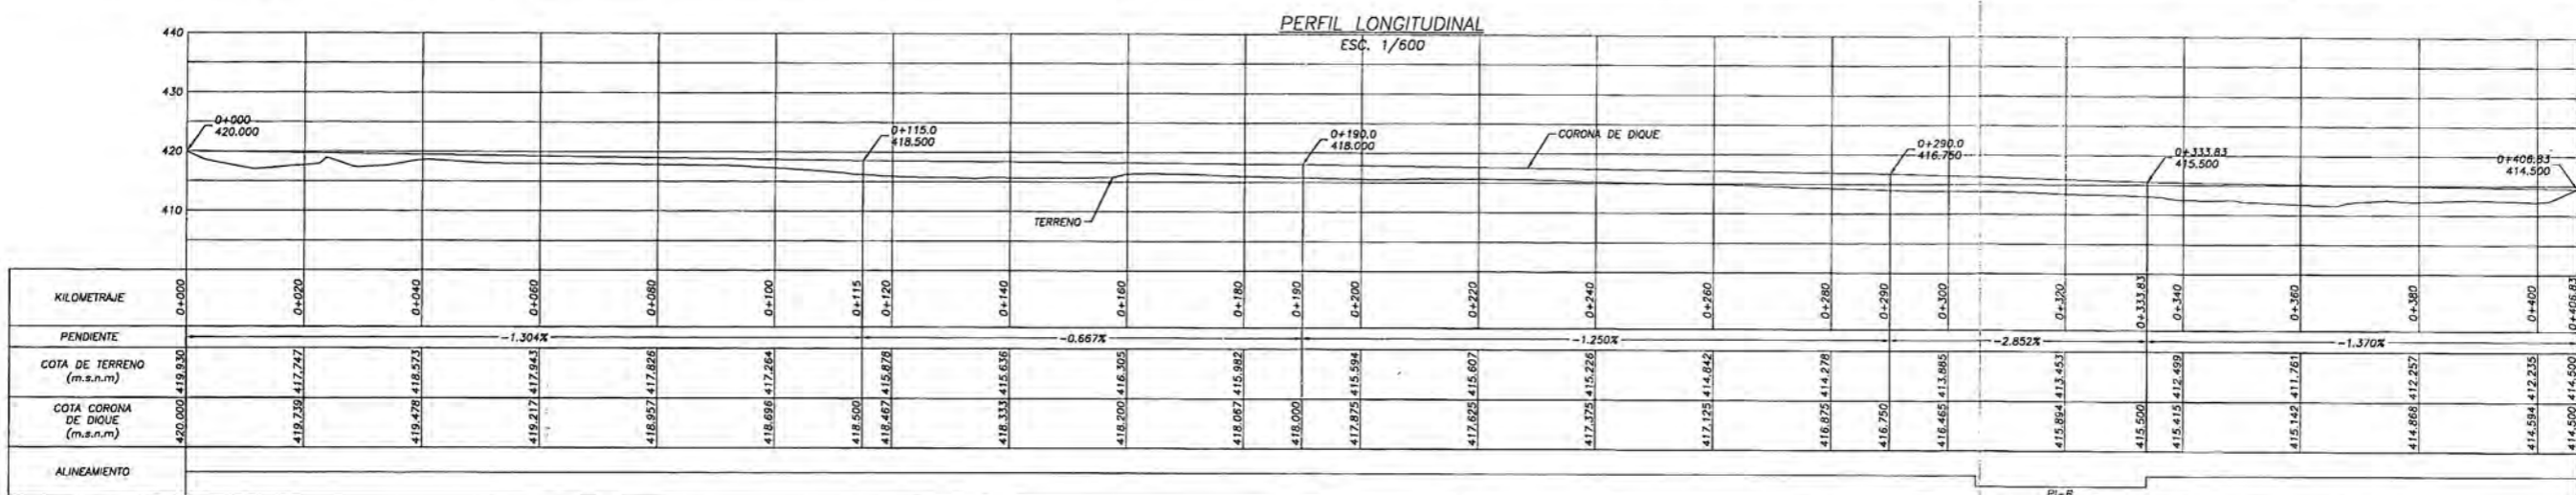 PERFIL LONGITUDINAL
ESC. 1/600
440
430
420
410
0+000
420.000
0+115.0
418.500
0+190.0
418.000
CORONA DE DIQUE
0+290.0
416.750
0+333.83
415.500
0+406.83
414.500
TERRENO
KILOMETRAJE
0+000 0+020 0+040 0+060 0+080 0+100 0+115 0+120 0+140 0+160 0+180 0+190 0+200 0+220 0+240 0+260 0+280 0+290 0+300 0+320 0+333.83 0+340 0+360 0+380 0+400 0+406.83
PENDIENTE
-1.304% -0.667% -1.250% -2.852% -1.370%
COTA DE TERRENO
(m.s.n.m)
419.930 417.747 418.573 417.943 417.826 417.264 415.878 415.636 416.305 415.982 415.594 415.607 415.226 414.842 414.278 413.885 413.453 412.499 411.761 412.257 412.235 414.500
COTA CORONA
DE DIQUE
(m.s.n.m)
420.000 419.739 419.478 419.217 418.957 418.696 418.500 418.467 418.333 418.200 418.067 418.000 417.875 417.625 417.375 417.125 416.875 416.750 416.465 415.894 415.500 415.415 415.142 414.868 414.594 414.500
ALINEAMIENTO